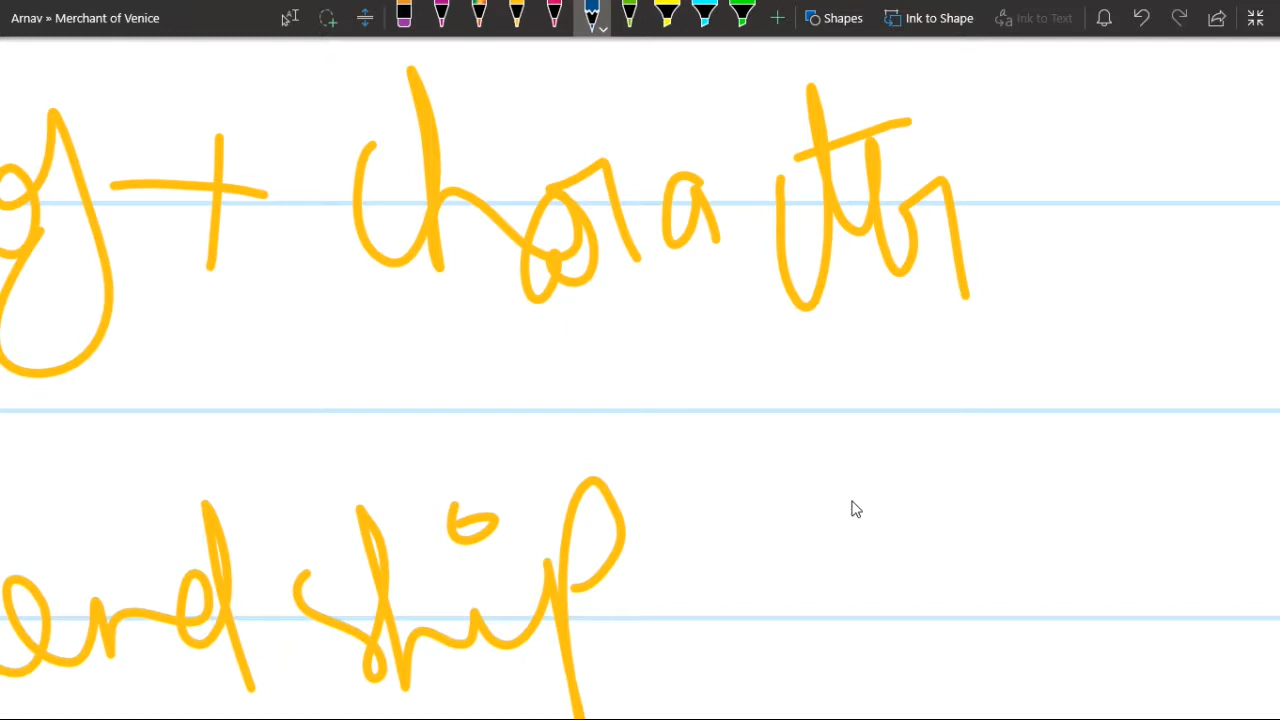 Arnav » Merchant of Venice Shapes Ink to Shape Ink to Text
y + character
endship